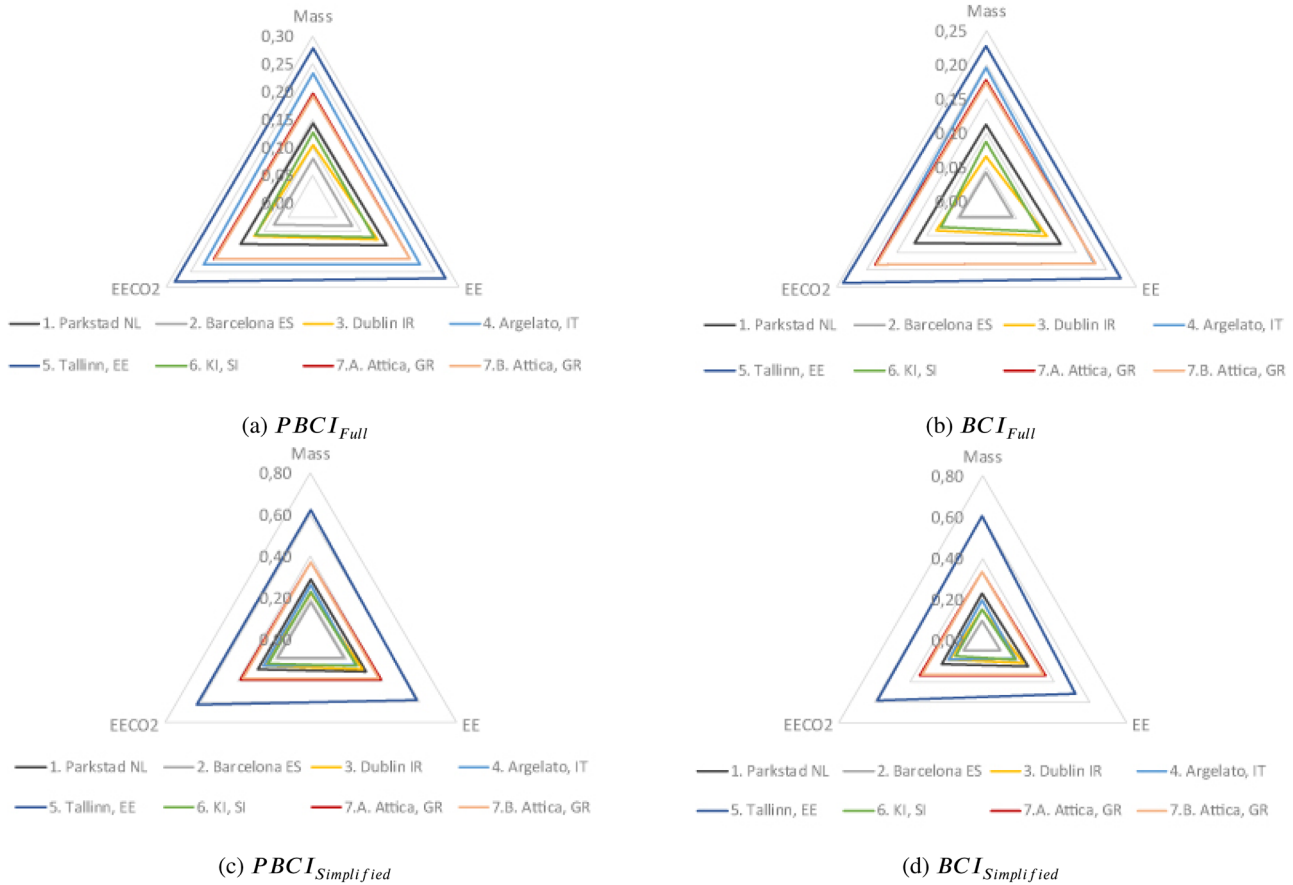 Mass
0,30
0,25
0,20
0,15
0,10
0,05
0,00
EECO2
EE
1. Parkstad NL
2. Barcelona ES
3. Dublin IR
4. Argelato, IT
5. Tallinn, EE
6. KI, SI
7.A. Attica, GR
7.B. Attica, GR
(a) PBCI_Full
Mass
0,25
0,20
0,15
0,10
0,05
0,00
EECO2
EE
1. Parkstad NL
2. Barcelona ES
3. Dublin IR
4. Argelato, IT
5. Tallinn, EE
6. KI, SI
7.A. Attica, GR
7.B. Attica, GR
(b) BCI_Full
Mass
0,80
0,60
0,40
0,20
0,00
EECO2
EE
1. Parkstad NL
2. Barcelona ES
3. Dublin IR
4. Argelato, IT
5. Tallinn, EE
6. KI, SI
7.A. Attica, GR
7.B. Attica, GR
(c) PBCI_Simplified
Mass
0,80
0,60
0,40
0,20
0,00
EECO2
EE
1. Parkstad NL
2. Barcelona ES
3. Dublin IR
4. Argelato, IT
5. Tallinn, EE
6. KI, SI
7.A. Attica, GR
7.B. Attica, GR
(d) BCI_Simplified